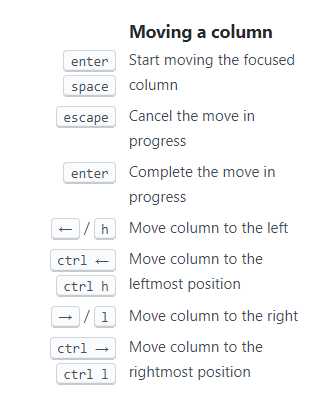 Moving a column
enter Start moving the focused
space column
escape Cancel the move in
progress
enter Complete the move in
progress
← / h Move column to the left
ctrl ← Move column to the
ctrl h leftmost position
→ / l Move column to the right
ctrl → Move column to the
ctrl l rightmost position